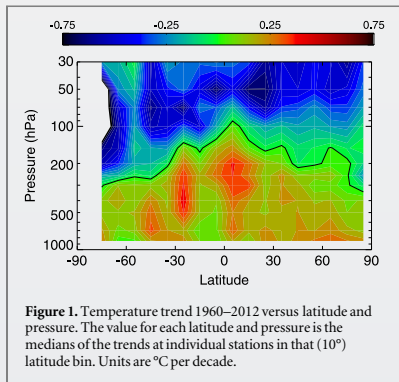 -0.75 -0.25 0.25 0.75
30
50
100
200
500
1000
Pressure (hPa)
-90 -60 -30 0 30 60 90
Latitude
Figure 1. Temperature trend 1960–2012 versus latitude and
pressure. The value for each latitude and pressure is the
medians of the trends at individual stations in that (10°)
latitude bin. Units are °C per decade.